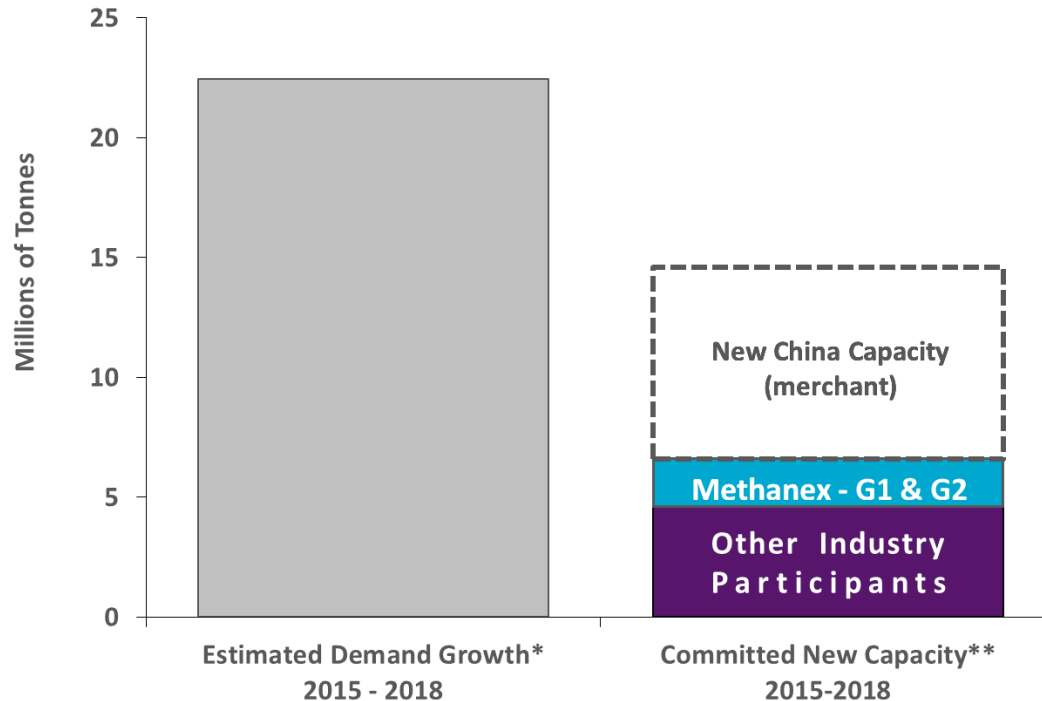 Millions of Tonnes
25
20
15
10
5
0
New China Capacity
(merchant)
Methanex - G1 & G2
Other Industry
Participants
Estimated Demand Growth*
2015 - 2018
Committed New Capacity**
2015-2018